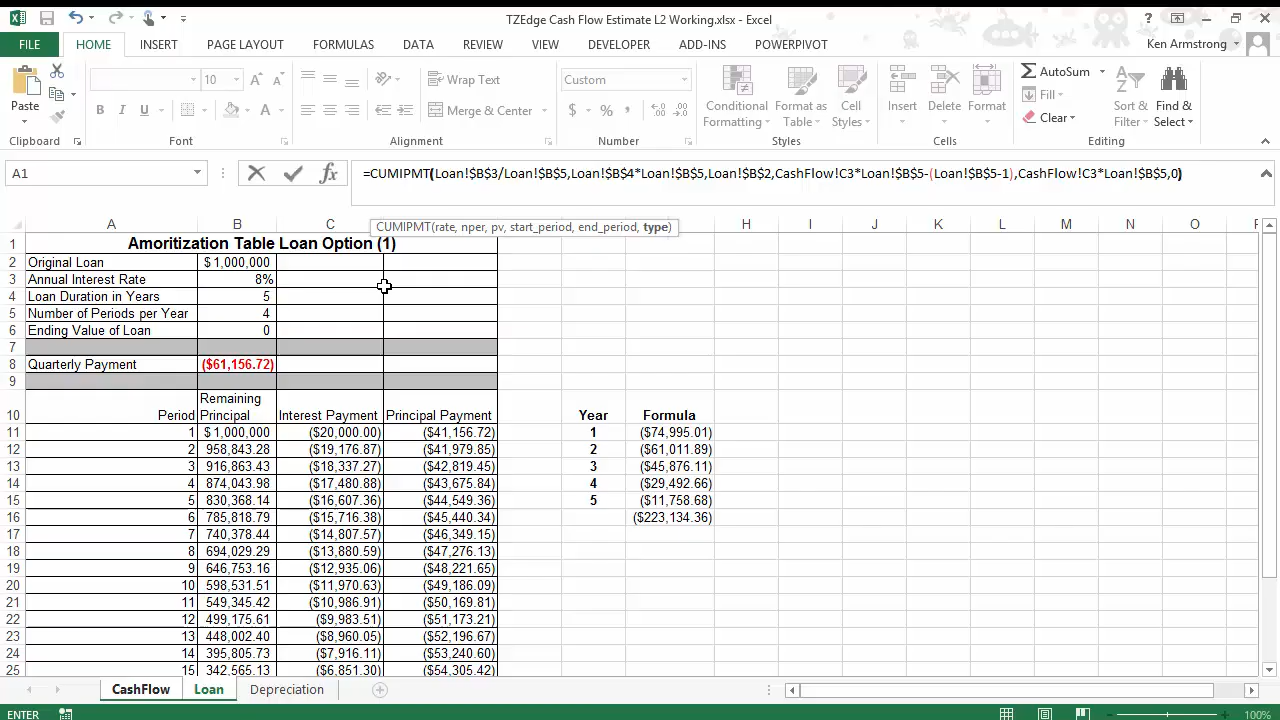 TZEdge Cash Flow Estimate L2 Working.xlsx - Excel
FILE HOME INSERT PAGE LAYOUT FORMULAS DATA REVIEW VIEW DEVELOPER ADD-INS POWERPIVOT Ken Armstrong
Paste 10 Wrap Text Custom Conditional Formatting Format as Table Cell Styles Insert Delete Format AutoSum Sort & Filter Find & Select
B I U Merge & Center $ % , Fill
Clear
Clipboard Font Alignment Number Styles Cells Editing
A1 =CUMIPMT(Loan!$B$3/Loan!$B$5,Loan!$B$4*Loan!$B$5,Loan!$B$2,CashFlow!C3*Loan!$B$5-(Loan!$B$5-1),CashFlow!C3*Loan!$B$5,0)
CUMIPMT(rate, nper, pv, start_period, end_period, type)
A B C H I J K L M N O
1 Amoritization Table Loan Option (1)
2 Original Loan $ 1,000,000
3 Annual Interest Rate 8%
4 Loan Duration in Years 5
5 Number of Periods per Year 4
6 Ending Value of Loan 0
7
8 Quarterly Payment ($61,156.72)
9
10 Period Remaining Principal Interest Payment Principal Payment Year Formula
11 1 $ 1,000,000 ($20,000.00) ($41,156.72) 1 ($74,995.01)
12 2 958,843.28 ($19,176.87) ($41,979.85) 2 ($61,011.89)
13 3 916,863.43 ($18,337.27) ($42,819.45) 3 ($45,876.11)
14 4 874,043.98 ($17,480.88) ($43,675.84) 4 ($29,492.66)
15 5 830,368.14 ($16,607.36) ($44,549.36) 5 ($11,758.68)
16 6 785,818.79 ($15,716.38) ($45,440.34) ($223,134.36)
17 7 740,378.44 ($14,807.57) ($46,349.15)
18 8 694,029.29 ($13,880.59) ($47,276.13)
19 9 646,753.16 ($12,935.06) ($48,221.65)
20 10 598,531.51 ($11,970.63) ($49,186.09)
21 11 549,345.42 ($10,986.91) ($50,169.81)
22 12 499,175.61 ($9,983.51) ($51,173.21)
23 13 448,002.40 ($8,960.05) ($52,196.67)
24 14 395,805.73 ($7,916.11) ($53,240.60)
25 15 342,565.13 ($6,851.30) ($54,305.42)
CashFlow Loan Depreciation
ENTER 100%